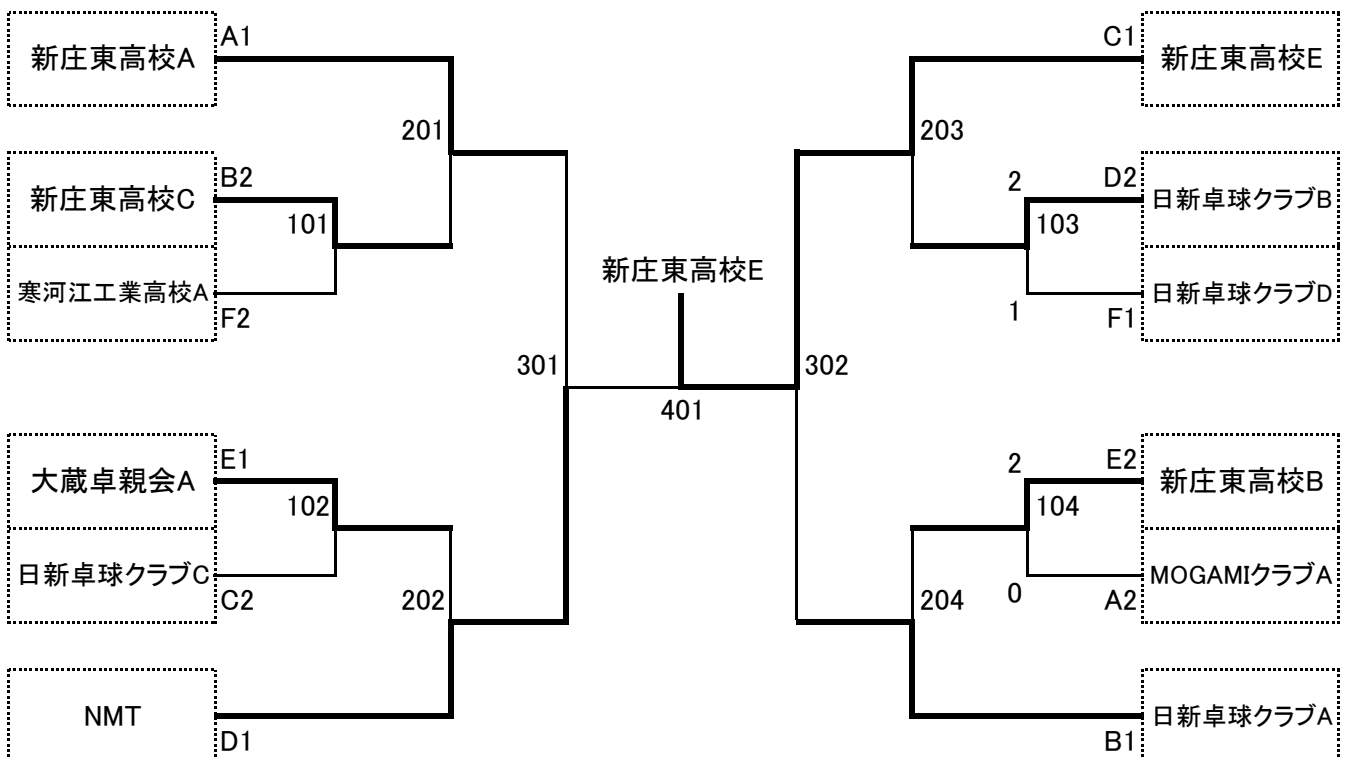 新庄東高校A
A1
201
新庄東高校C
B2
101
寒河江工業高校A
F2
301
大蔵卓親会A
E1
102
日新卓球クラブC
C2
202
NMT
D1
新庄東高校E
401
C1
新庄東高校E
203
2
D2
日新卓球クラブB
103
日新卓球クラブD
1
F1
302
2
E2
新庄東高校B
104
MOGAMIクラブA
0
A2
204
日新卓球クラブA
B1